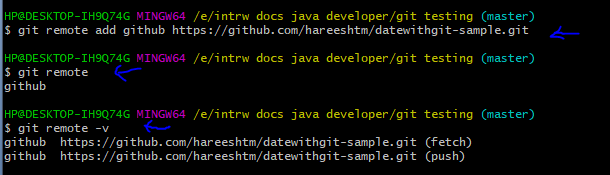 HP@DESKTOP-IH9Q74G MINGW64 /e/intrw docs java developer/git testing (master)
$ git remote add github https://github.com/hareeshtm/datewithgit-sample.git
HP@DESKTOP-IH9Q74G MINGW64 /e/intrw docs java developer/git testing (master)
$ git remote
github
HP@DESKTOP-IH9Q74G MINGW64 /e/intrw docs java developer/git testing (master)
$ git remote -v
github  https://github.com/hareeshtm/datewithgit-sample.git (fetch)
github  https://github.com/hareeshtm/datewithgit-sample.git (push)